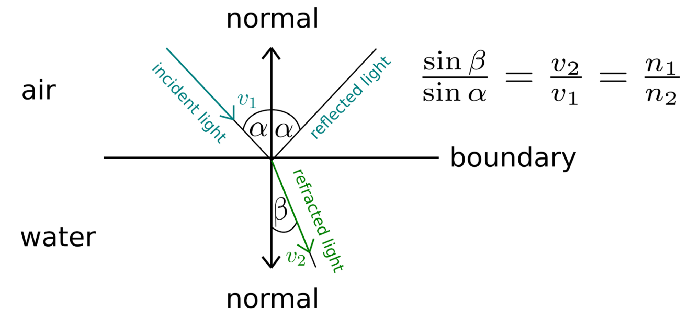 normal
air
incident light
v₁
α α
reflected light
sin β / sin α = v₂ / v₁ = n₁ / n₂
boundary
water
β
refracted light
v₂
normal